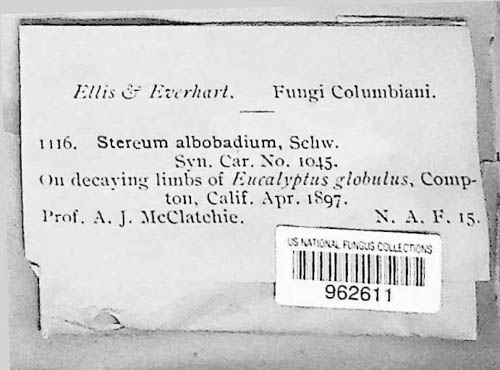 Ellis & Everhart. Fungi Columbiani.
1116. Stereum albobadium, Schw.
Syn. Car. No. 1045.
On decaying limbs of Eucalyptus globulus, Comp-
ton, Calif. Apr. 1897.
Prof. A. J. McClatchie. N. A. F. 15.
US NATIONAL FUNGUS COLLECTIONS
962611